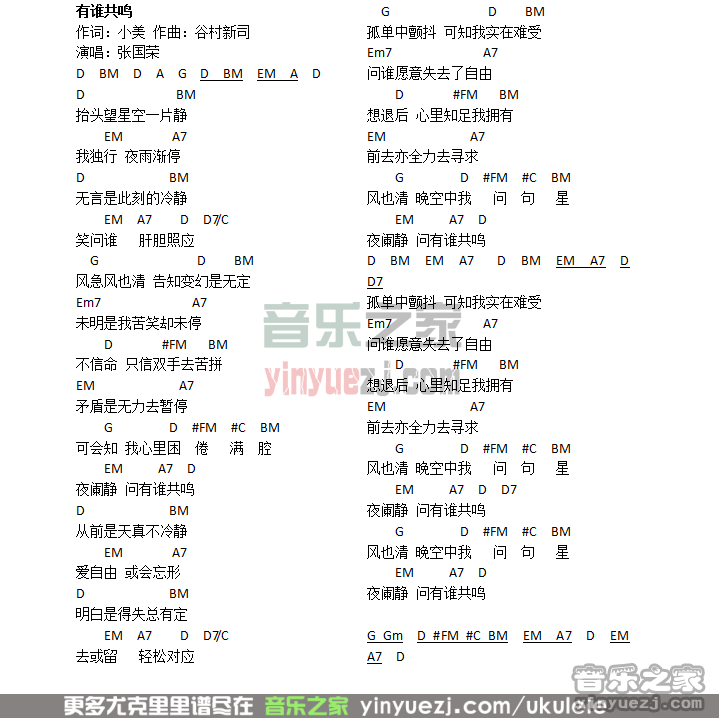 有谁共鸣
作词：小美 作曲：谷村新司
演唱：张国荣
D BM D A G D BM EM A D
D BM
抬头望星空一片静
EM A7
我独行 夜雨渐停
D BM
无言是此刻的冷静
EM A7 D D7/C
笑问谁 肝胆照应
G D BM
风急风也清 告知变幻是无定
Em7 A7
未明是我苦笑却未停
D #FM BM
不信命 只信双手去苦拼
EM A7
矛盾是无力去暂停
G D #FM #C BM
可会知 我心里困 倦 满 腔
EM A7 D
夜阑静 问有谁共鸣
D BM
从前是天真不冷静
EM A7
爱自由 或会忘形
D BM
明白是得失总有定
EM A7 D D7/C
去或留 轻松对应
G D BM
孤单中颤抖 可知我实在难受
Em7 A7
问谁愿意失去了自由
D #FM BM
想退后 心里知足我拥有
EM A7
前去亦全力去寻求
G D #FM #C BM
风也清 晚空中我 问 句 星
EM A7 D
夜阑静 问有谁共鸣
D BM EM A7 D BM EM A7 D
D7
孤单中颤抖 可知我实在难受
Em7 A7
问谁愿意失去了自由
D #FM BM
想退后 心里知足我拥有
EM A7
前去亦全力去寻求
G D #FM #C BM
风也清 晚空中我 问 句 星
EM A7 D D7
夜阑静 问有谁共鸣
G D #FM #C BM
风也清 晚空中我 问 句 星
EM A7 D
夜阑静 问有谁共鸣
G Gm D #FM #C BM EM A7 D EM
A7 D
音乐之家
yinyuezj.com
更多尤克里里谱尽在 音乐之家 yinyuezj.com/ukulele
音乐之家
yinyuezj.com